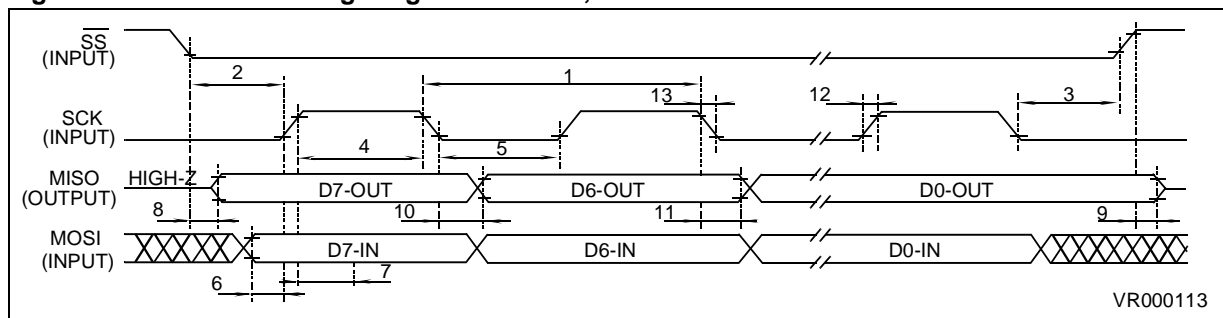 SS
(INPUT)
2
1
13
12
3
SCK
(INPUT)
4
5
MISO
(OUTPUT)
HIGH-Z
D7-OUT
D6-OUT
D0-OUT
8
10
11
9
MOSI
(INPUT)
D7-IN
D6-IN
D0-IN
6
7
VR000113